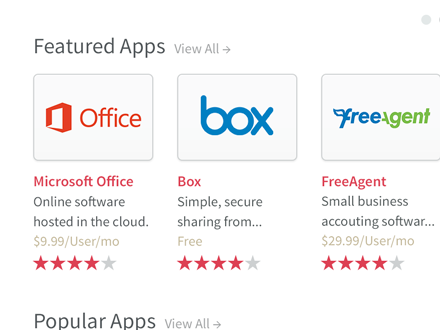 Featured Apps View All →
Office
box
FreeAgent
Microsoft Office
Online software
hosted in the cloud.
$9.99/User/mo
Box
Simple, secure
sharing from...
Free
FreeAgent
Small business
accouting softwar...
$29.99/User/mo
Popular Apps View All →